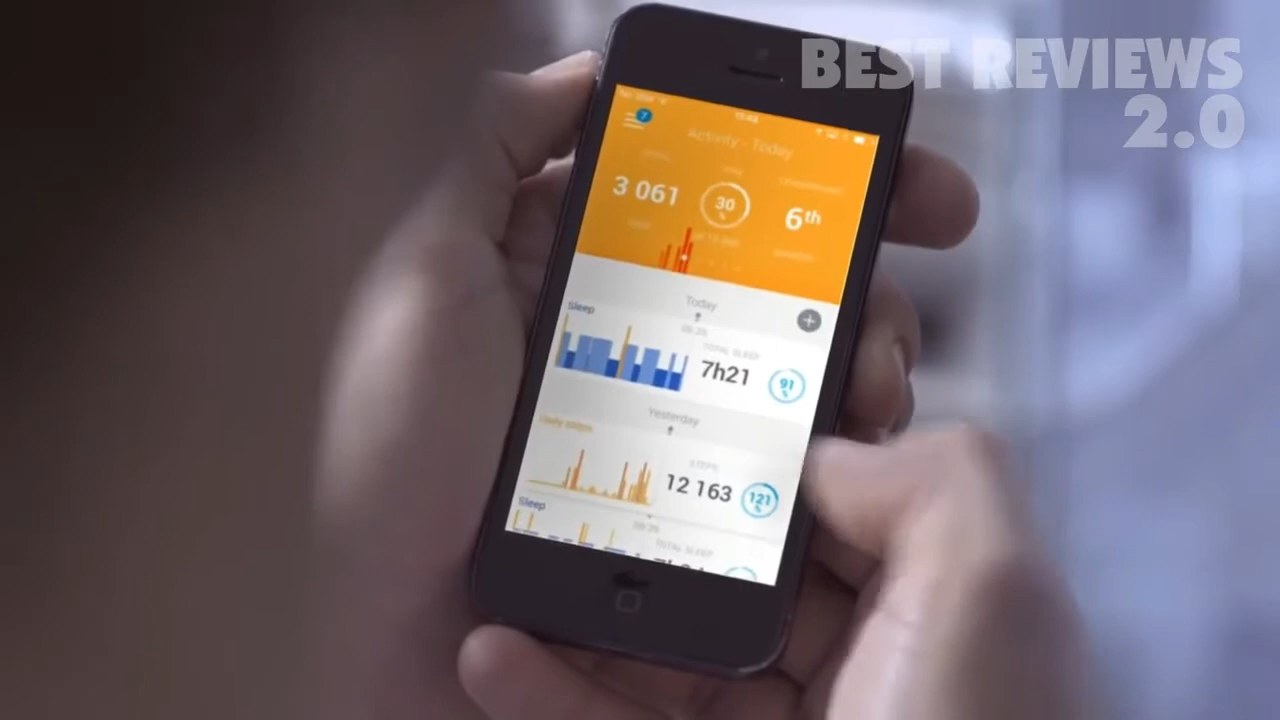 BEST REVIEWS
2.0
7
Activity - Today
3 061
30
6th
Today
Sleep
TOTAL SLEEP
7h21
91
Yesterday
STEPS
12 163
121
Sleep
TOTAL SLEEP